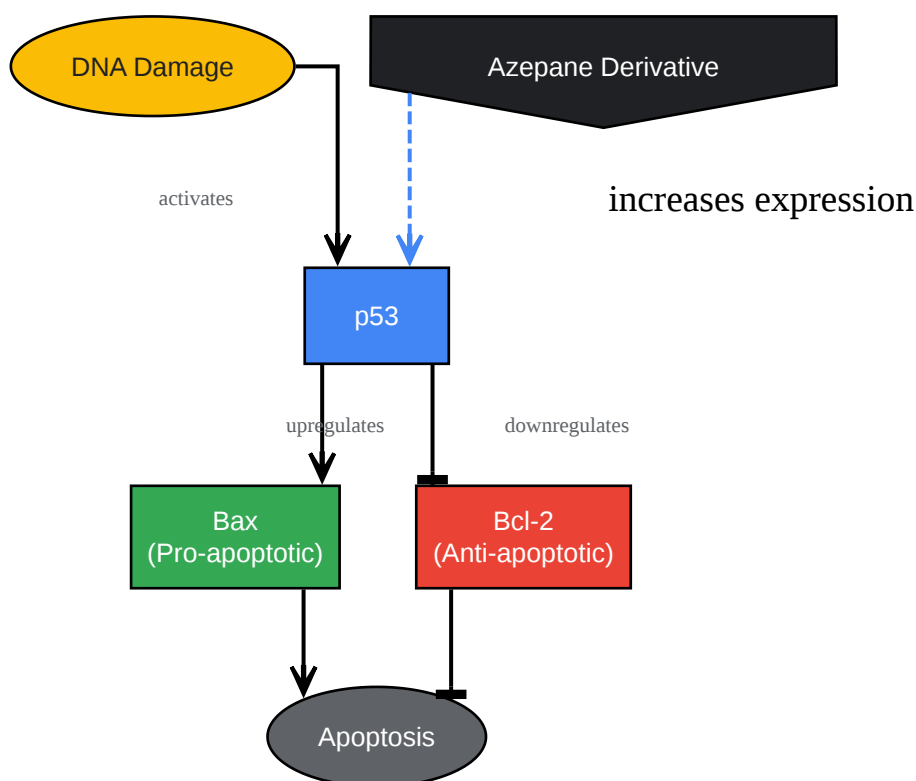 DNA Damage
Azepane Derivative
activates
increases expression
p53
upregulates
downregulates
Bax
(Pro-apoptotic)
Bcl-2
(Anti-apoptotic)
Apoptosis